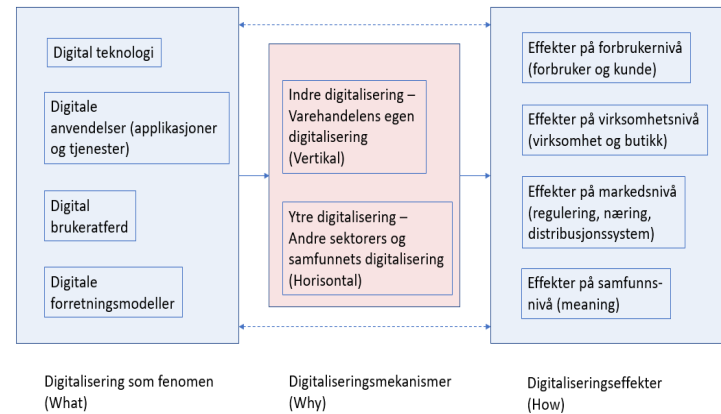 Digital teknologi
Digitale
anvendelser (applikasjoner
og tjenester)
Digital
brukeratferd
Digitale
forretningsmodeller
Indre digitalisering –
Varehandelens egen
digitalisering
(Vertikal)
Ytre digitalisering –
Andre sektorers og
samfunnets digitalisering
(Horisontal)
Effekter på forbrukernivå
(forbruker og kunde)
Effekter på virksomhetsnivå
(virksomhet og butikk)
Effekter på markedsnivå
(regulering, næring,
distribusjonssystem)
Effekter på samfunns-
nivå (meaning)
Digitalisering som fenomen
(What)
Digitaliseringsmekanismer
(Why)
Digitaliseringseffekter
(How)